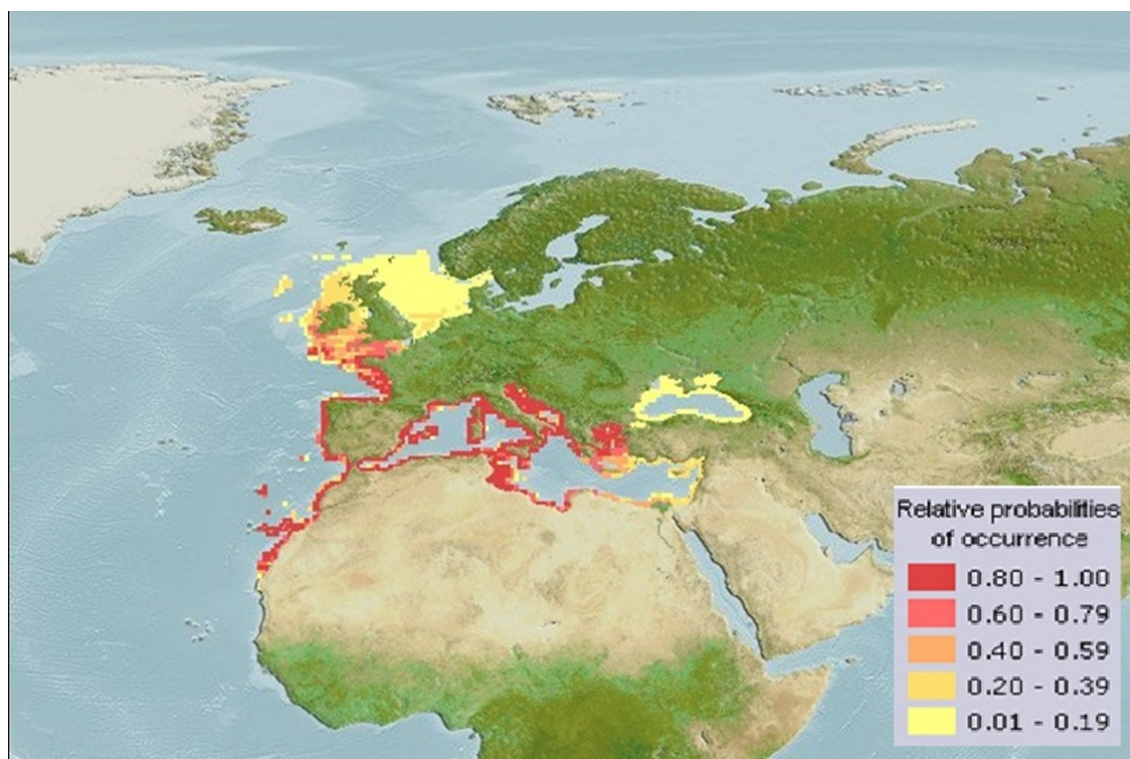 Relative probabilities
of occurrence
0.80 - 1.00
0.60 - 0.79
0.40 - 0.59
0.20 - 0.39
0.01 - 0.19